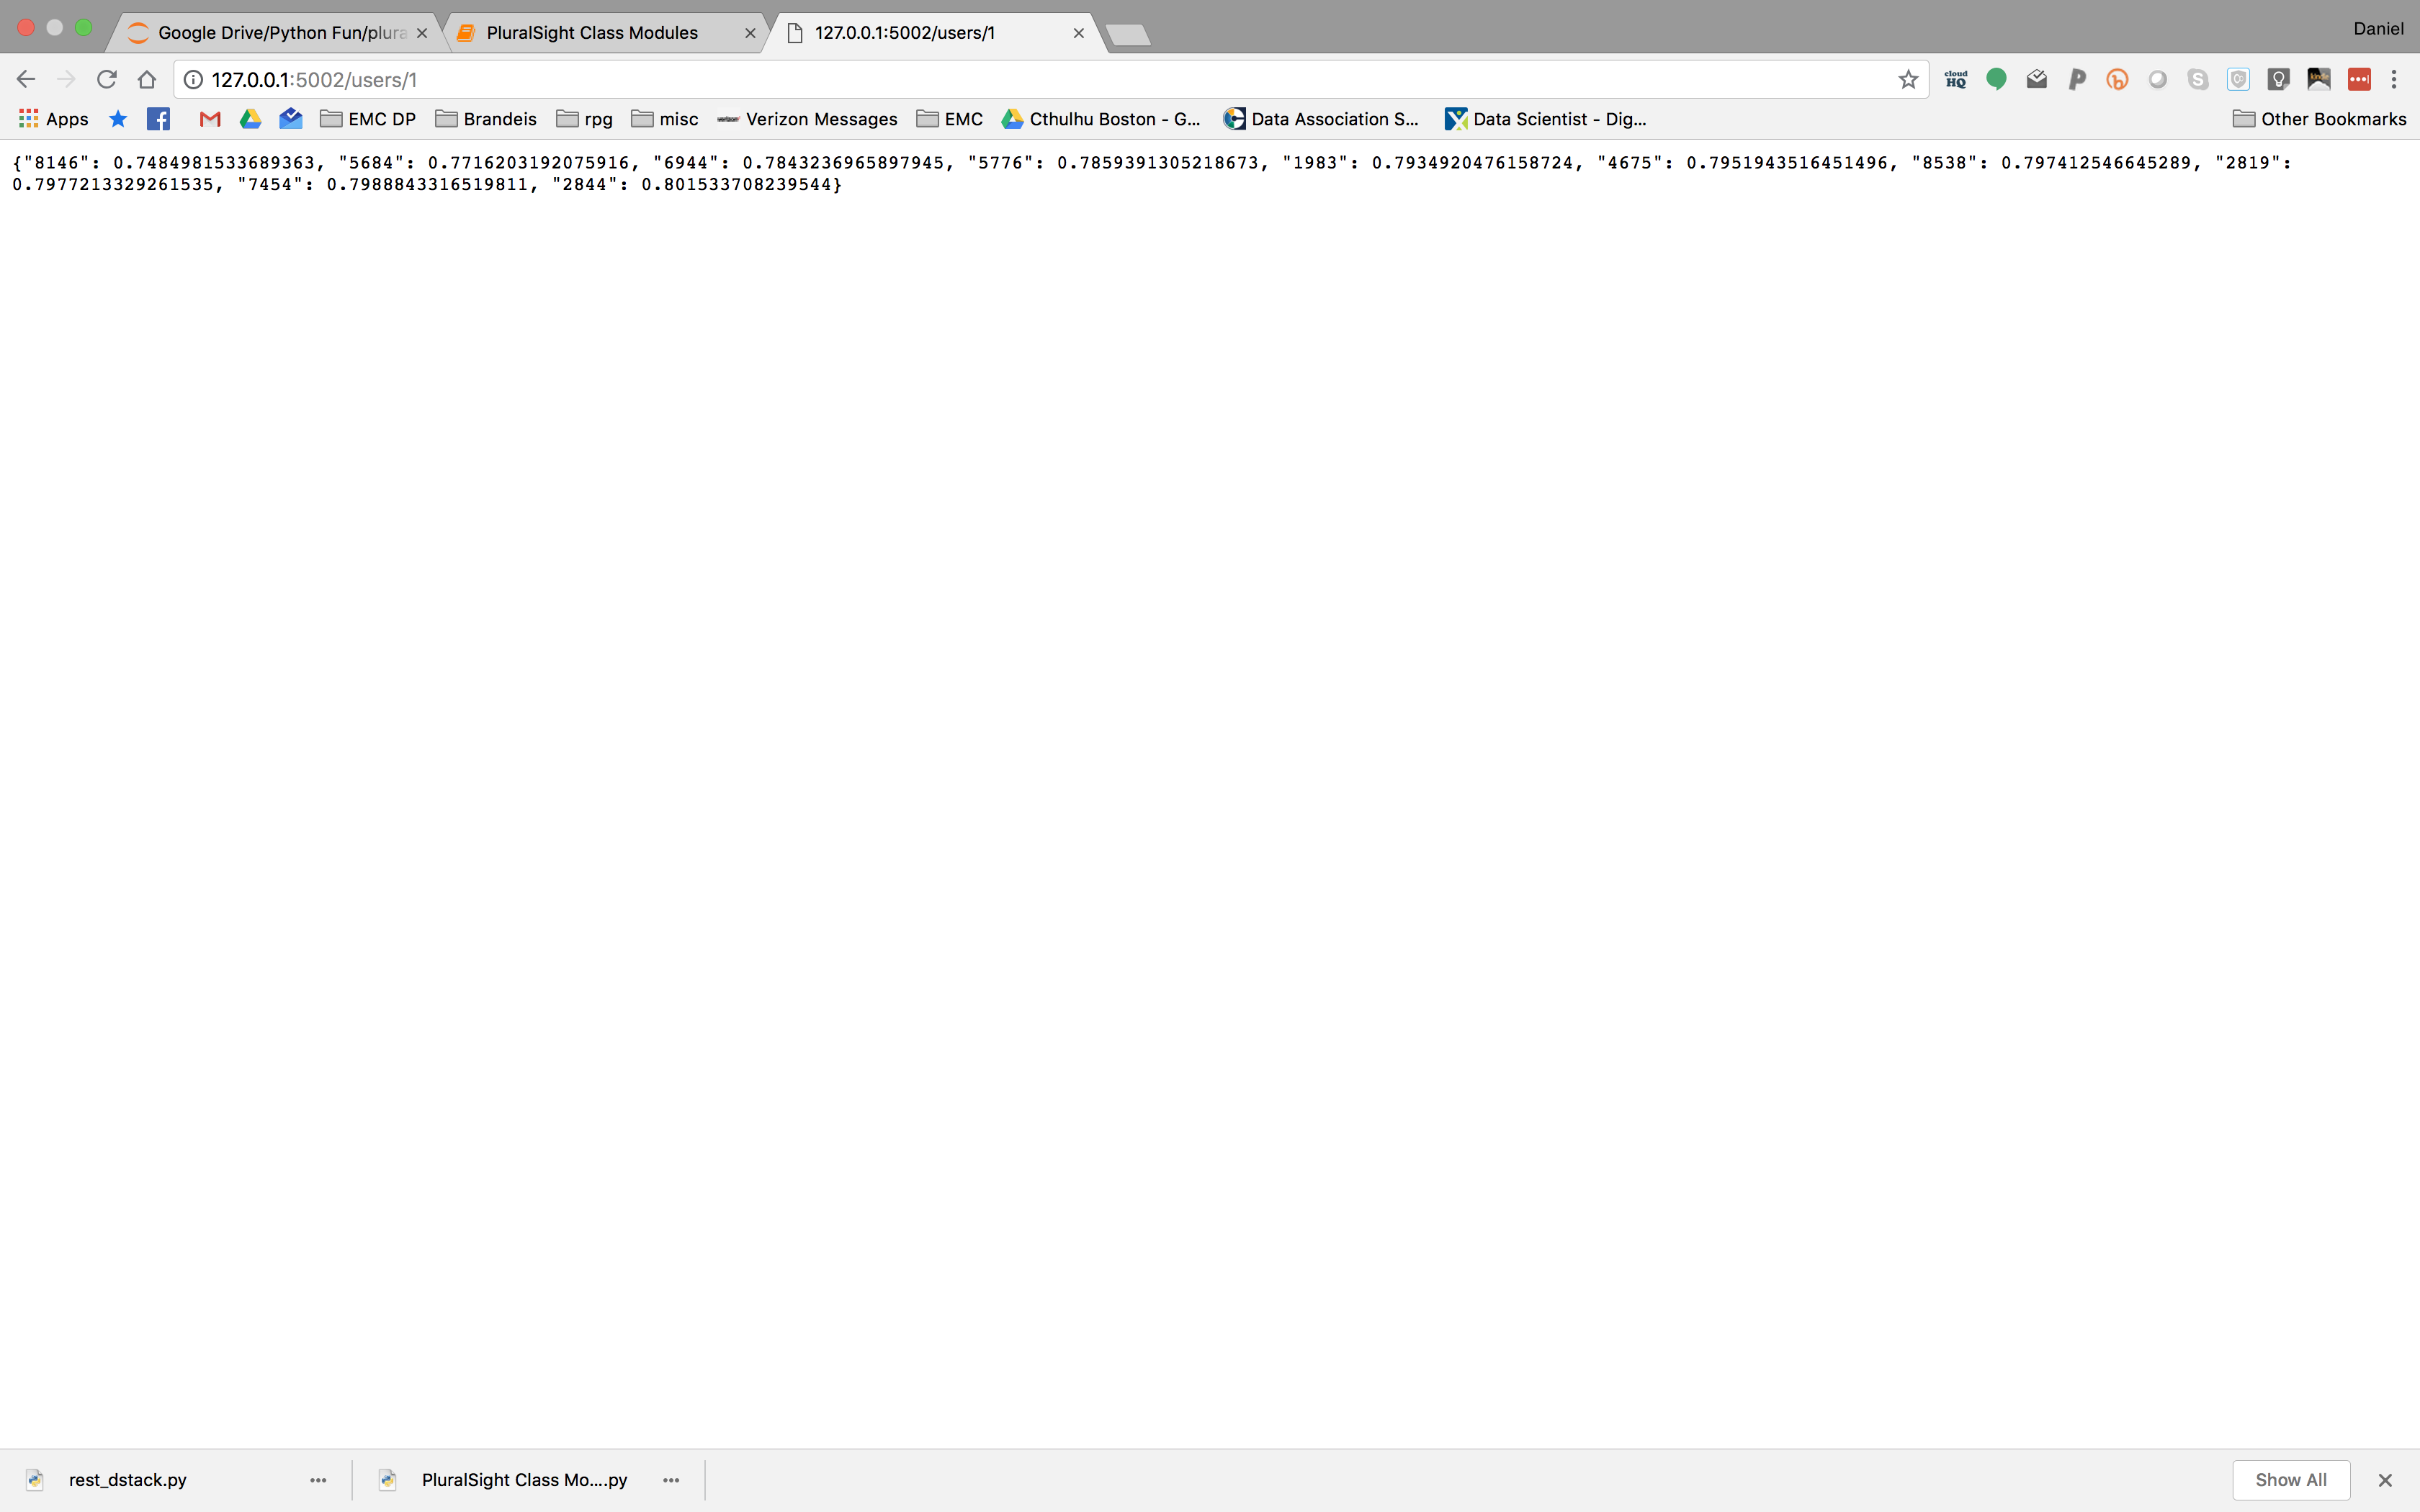 Google Drive/Python Fun/plura
PluralSight Class Modules
127.0.0.1:5002/users/1
Daniel
127.0.0.1:5002/users/1
cloud HQ
kindle
Apps
EMC DP
Brandeis
rpg
misc
verizon
Verizon Messages
EMC
Cthulhu Boston - G...
Data Association S...
Data Scientist - Dig...
Other Bookmarks
{"8146": 0.7484981533689363, "5684": 0.7716203192075916, "6944": 0.7843236965897945, "5776": 0.7859391305218673, "1983": 0.7934920476158724, "4675": 0.7951943516451496, "8538": 0.797412546645289, "2819":
0.7977213329261535, "7454": 0.7988843316519811, "2844": 0.801533708239544}
rest_dstack.py
PluralSight Class Mo....py
Show All